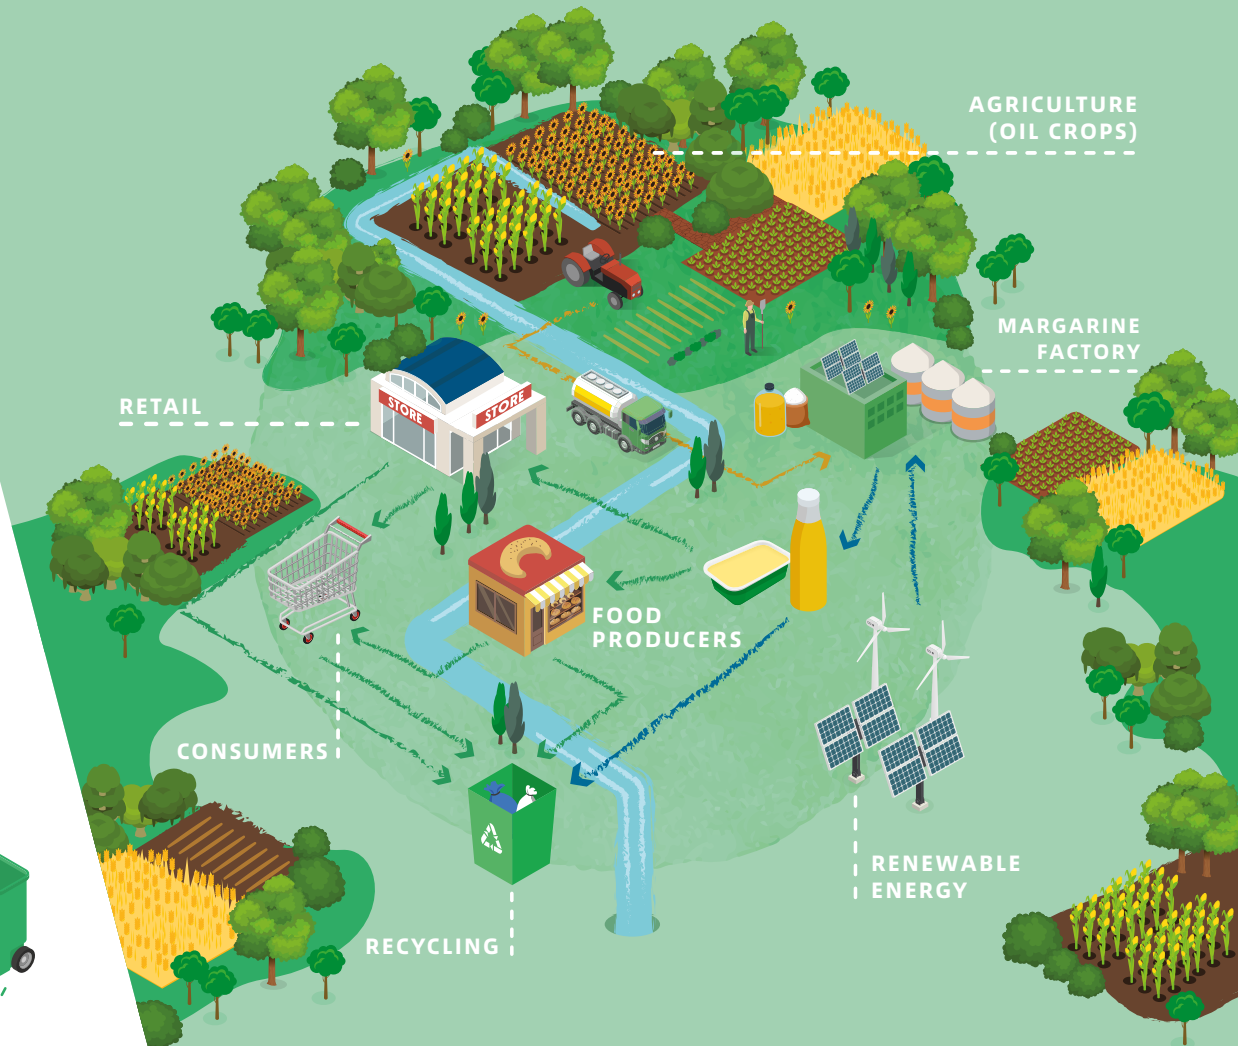 AGRICULTURE
(OIL CROPS)
MARGARINE
FACTORY
RETAIL
STORE
STORE
FOOD
PRODUCERS
CONSUMERS
RENEWABLE
ENERGY
RECYCLING